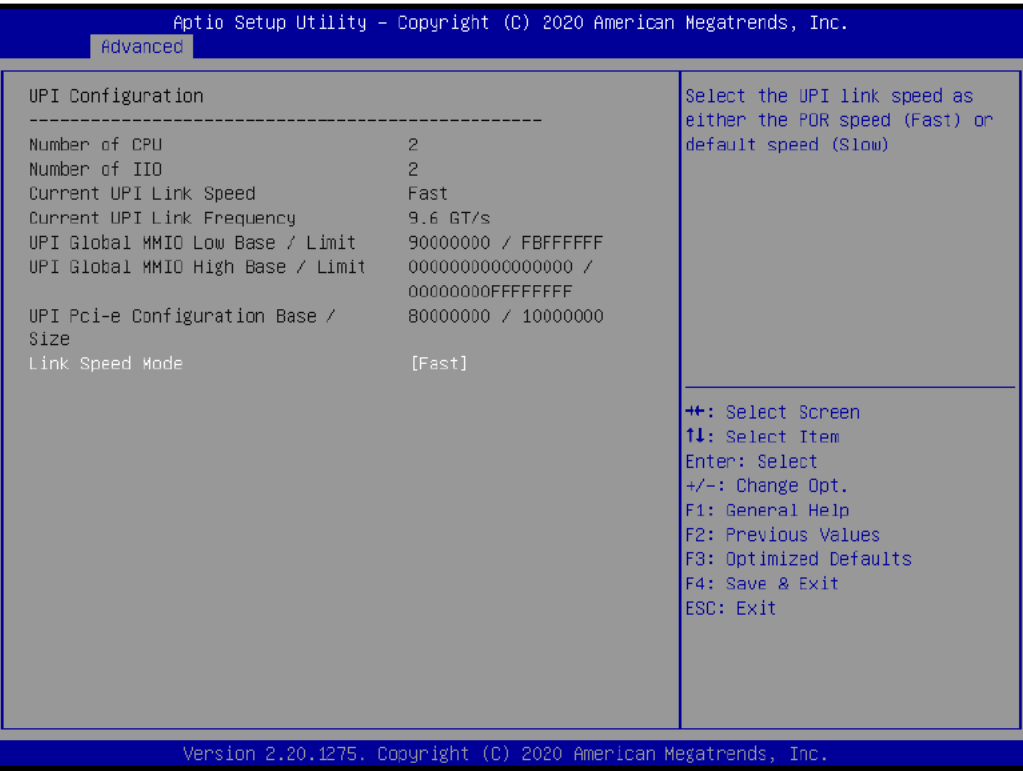 Aptio Setup Utility – Copyright (C) 2020 American Megatrends, Inc.
Advanced
UPI Configuration
--------------------------------------------------
Number of CPU 2
Number of IIO 2
Current UPI Link Speed Fast
Current UPI Link Frequency 9.6 GT/s
UPI Global MMIO Low Base / Limit 90000000 / FBFFFFFF
UPI Global MMIO High Base / Limit 0000000000000000 /
00000000FFFFFFFF
UPI Pci-e Configuration Base / 80000000 / 10000000
Size
Link Speed Mode [Fast]
Select the UPI link speed as
either the POR speed (Fast) or
default speed (Slow)
→←: Select Screen
↑↓: Select Item
Enter: Select
+/-: Change Opt.
F1: General Help
F2: Previous Values
F3: Optimized Defaults
F4: Save & Exit
ESC: Exit
Version 2.20.1275. Copyright (C) 2020 American Megatrends, Inc.